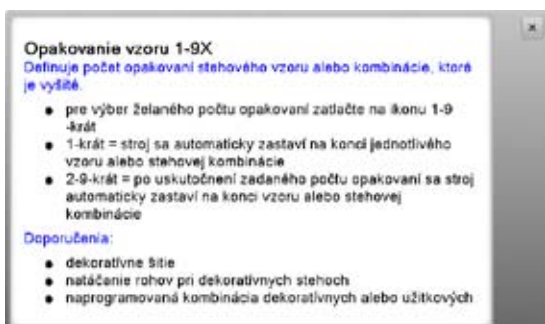 Opakovanie vzoru 1-9X
Definuje počet opakovaní stehového vzoru alebo kombinácie, ktoré
je vyšité.
● pre výber želaného počtu opakovaní zatlačte na ikonu 1-9
-krát
● 1-krát = stroj sa automaticky zastaví na konci jednotlivého
vzoru alebo stehovej kombinácie
● 2-9-krát = po uskutočnení zadaného počtu opakovaní sa stroj
automaticky zastaví na konci vzoru alebo stehovej
kombinácie
Doporučenia:
● dekoratívne šitie
● natáčanie rohov pri dekoratívnych stehoch
● naprogramovaná kombinácia dekoratívnych alebo užitkových